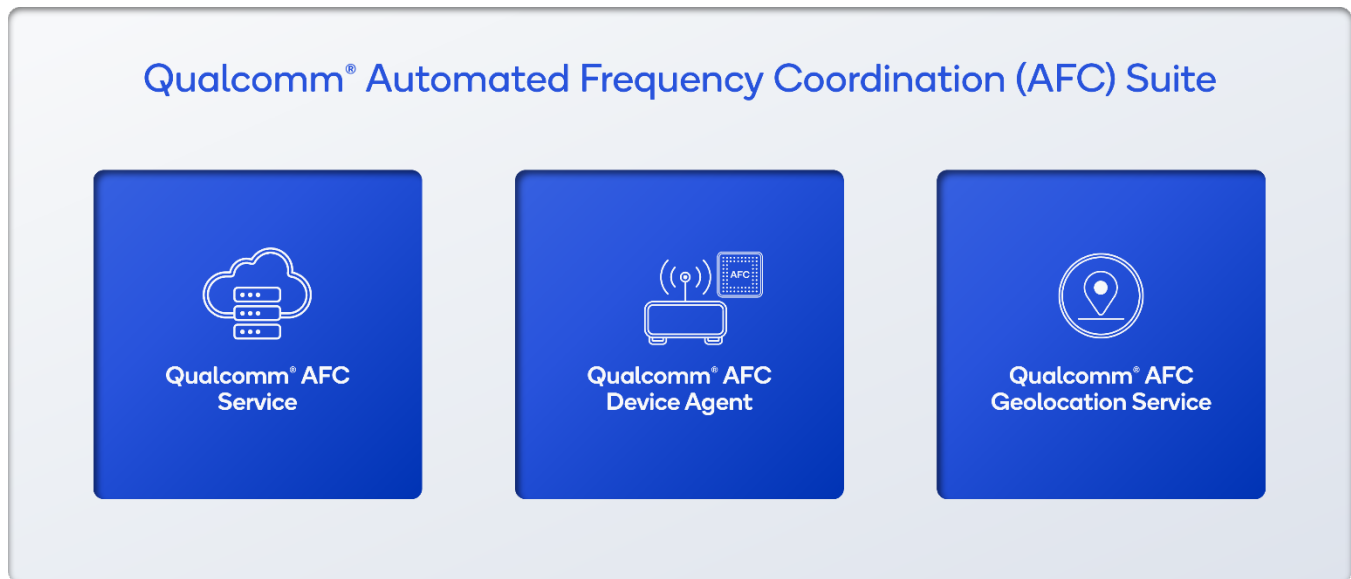 Qualcomm® Automated Frequency Coordination (AFC) Suite
Qualcomm® AFC
Service
AFC
Qualcomm® AFC
Device Agent
Qualcomm® AFC
Geolocation Service